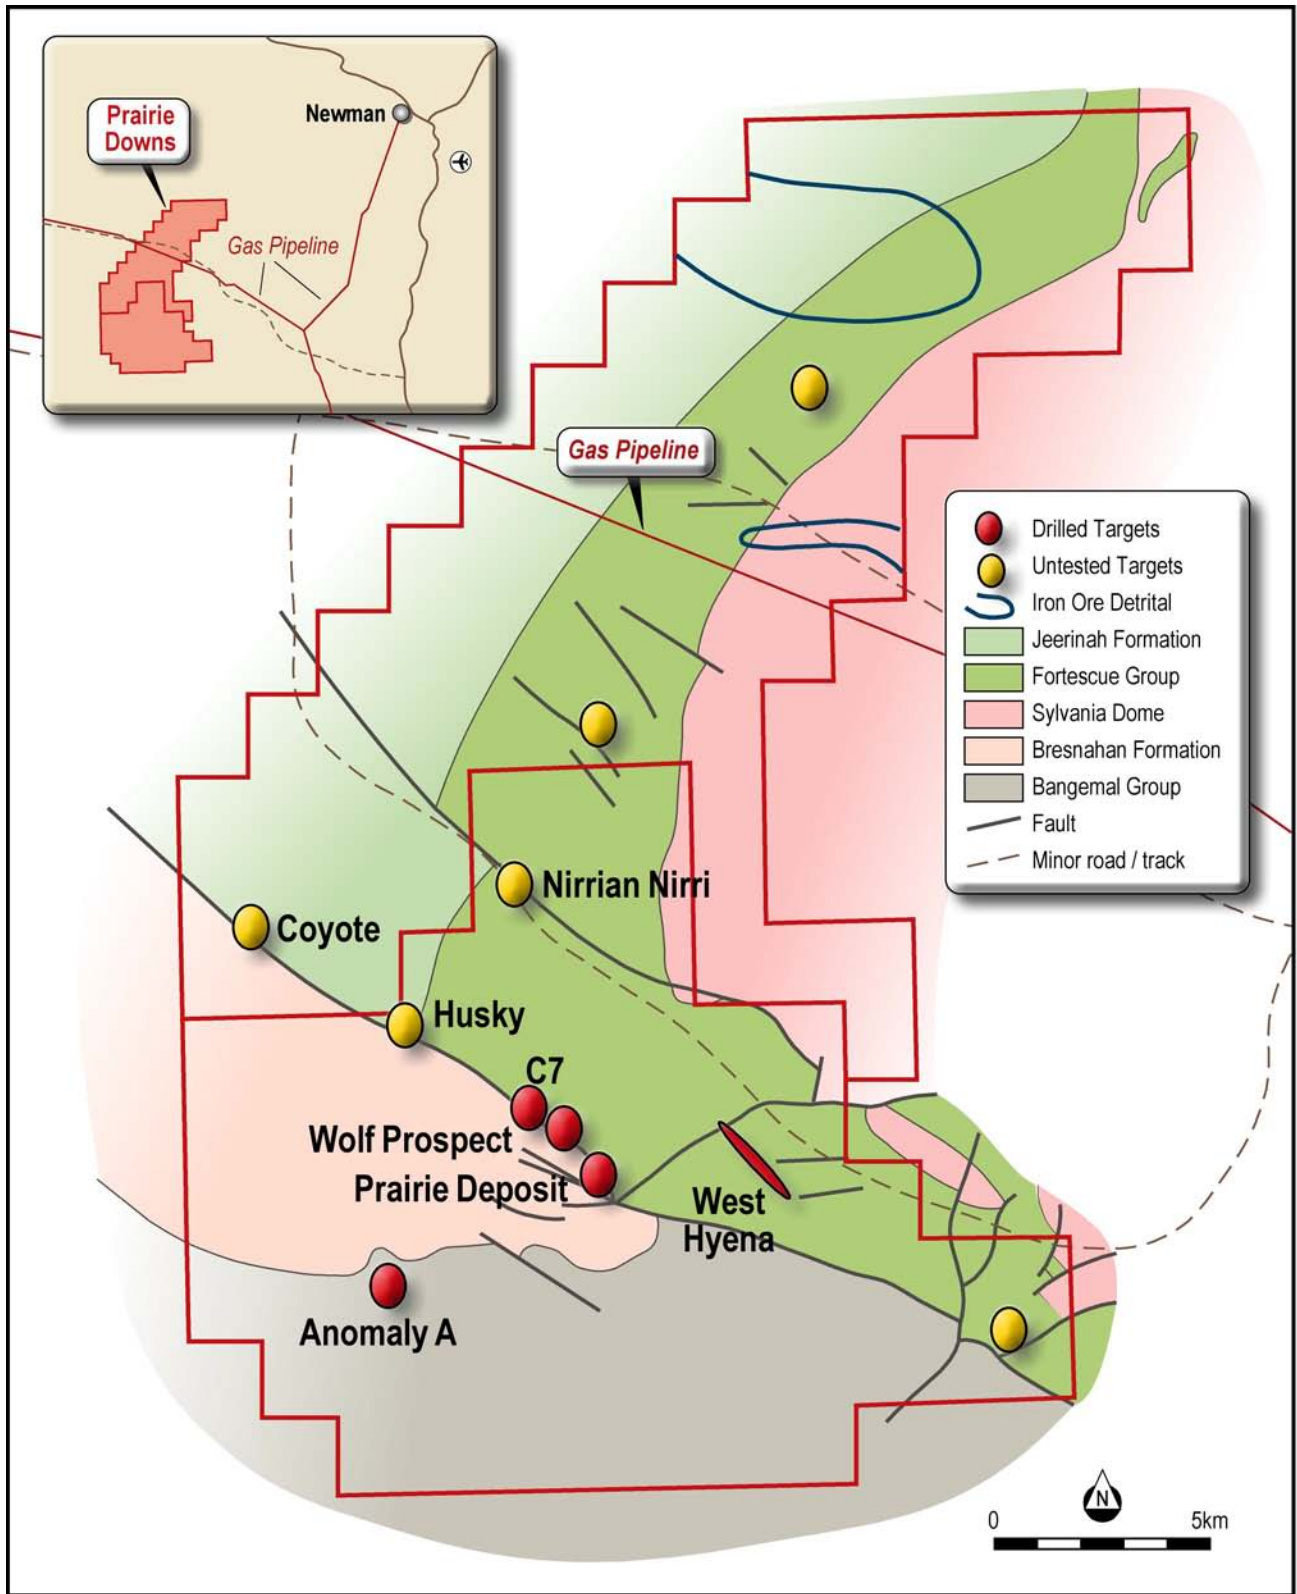 Newman
Prairie
Downs
Gas Pipeline
Gas Pipeline
Drilled Targets
Untested Targets
Iron Ore Detrital
Jeerinah Formation
Fortescue Group
Sylvania Dome
Bresnahan Formation
Bangemal Group
Fault
Minor road / track
Nirrian Nirri
Coyote
Husky
C7
Wolf Prospect
Prairie Deposit
West
Hyena
Anomaly A
N
0 5km